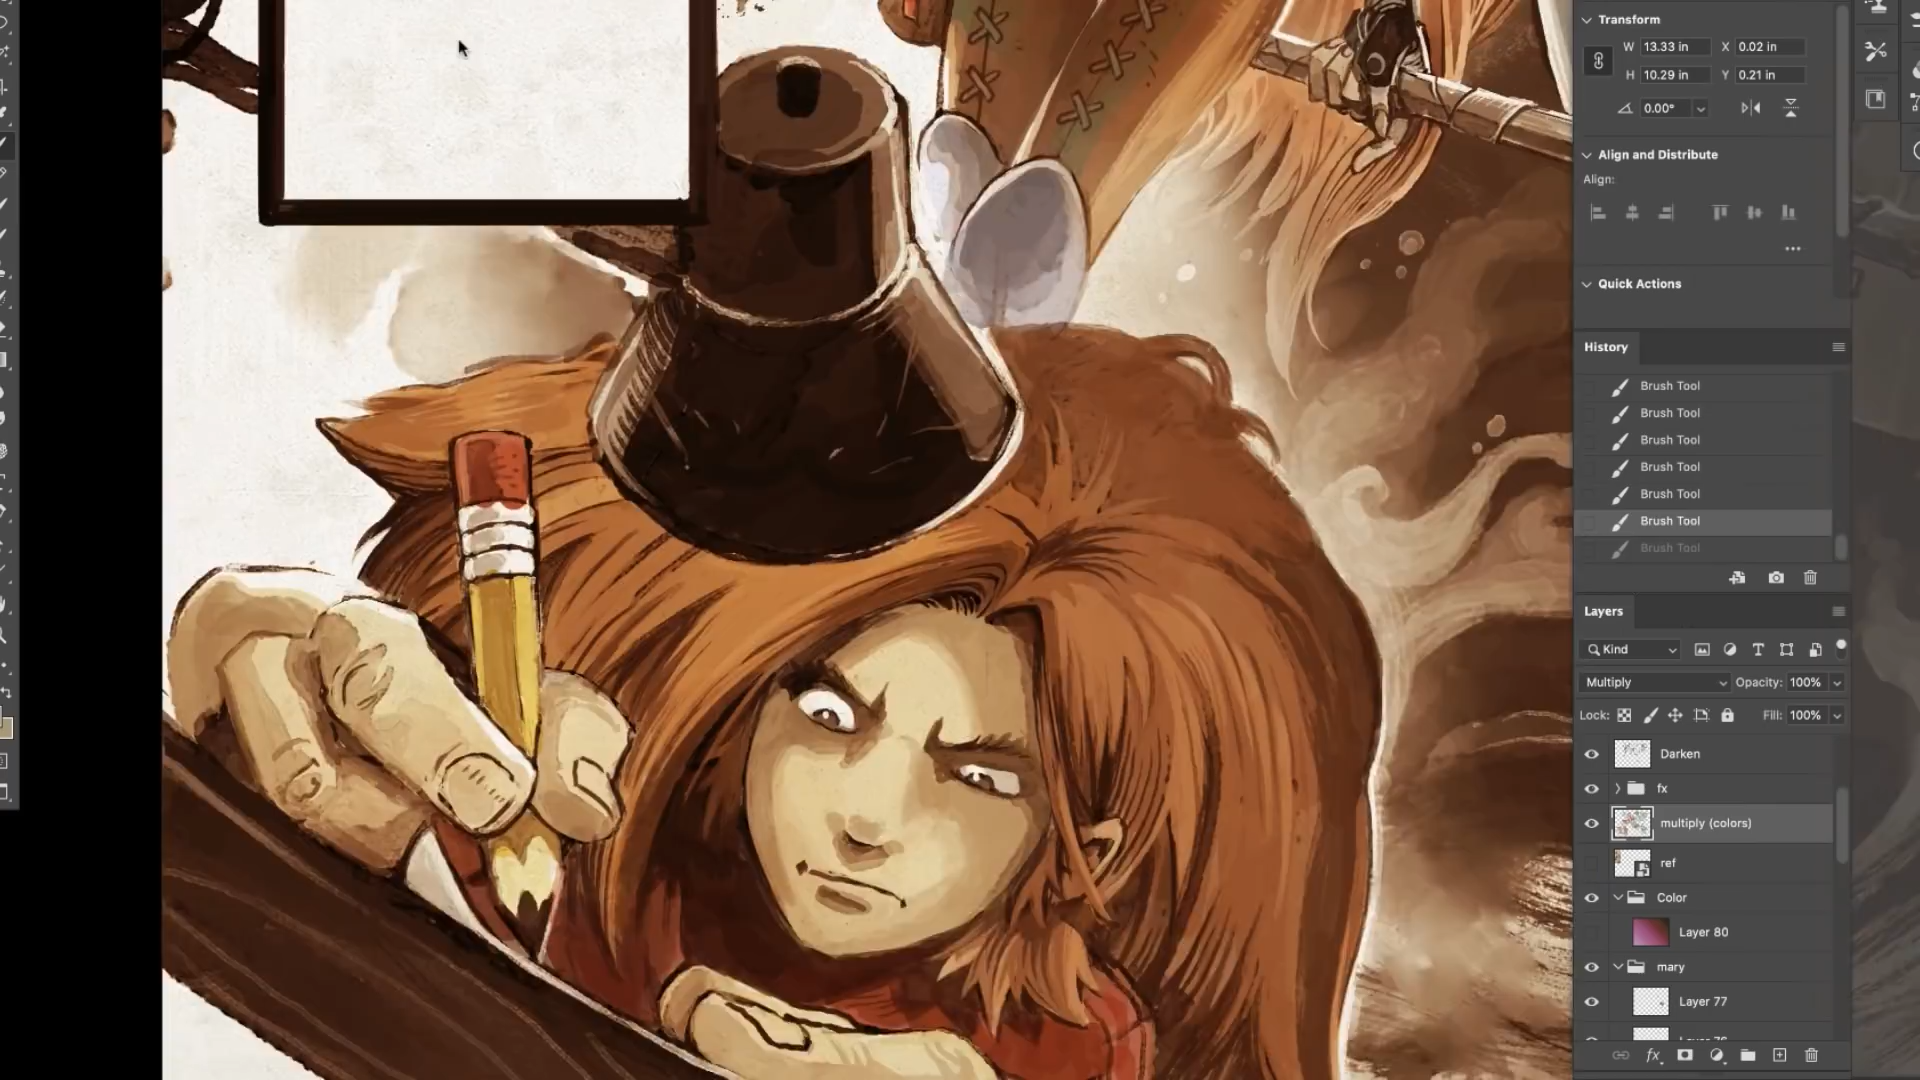 Transform
W 13.33 in X 0.02 in
H 10.29 in Y 0.21 in
0.00°
Align and Distribute
Align:
Quick Actions
History
Brush Tool
Brush Tool
Brush Tool
Brush Tool
Brush Tool
Brush Tool
Brush Tool
Layers
Kind
Multiply Opacity: 100%
Lock: Fill: 100%
Darken
fx
multiply (colors)
ref
Color
Layer 80
mary
Layer 77
fx